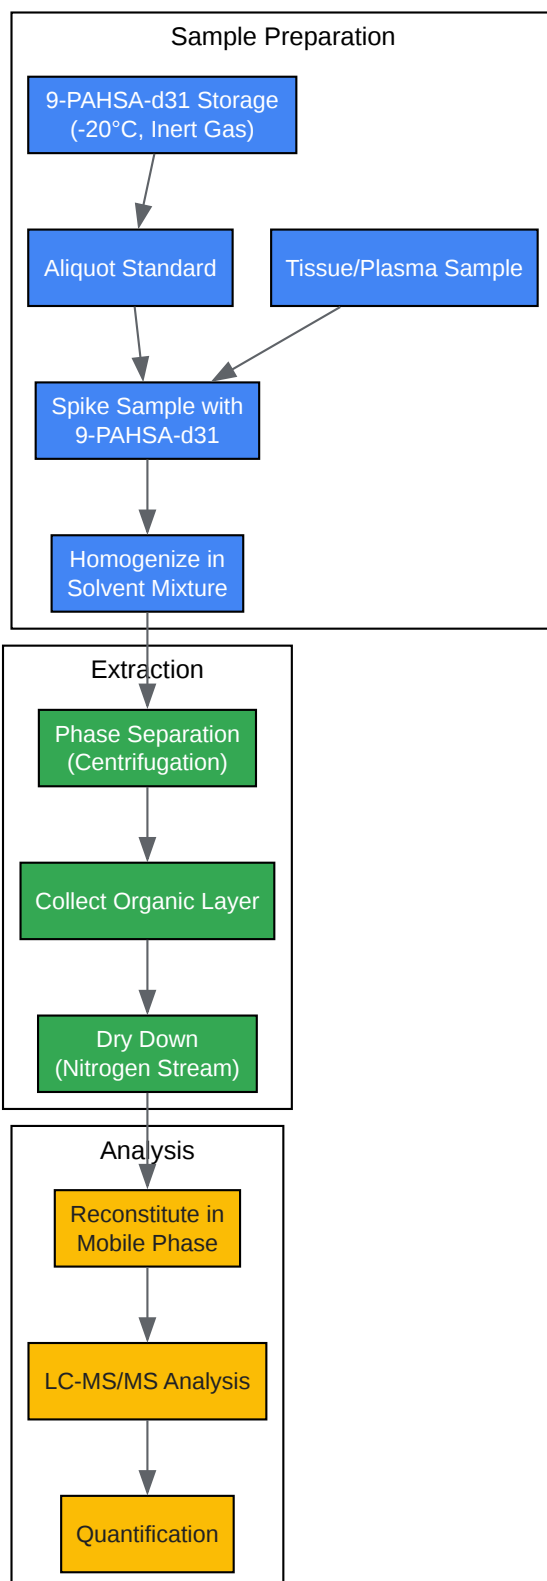 Sample Preparation
9-PAHSA-d31 Storage
(-20°C, Inert Gas)
Aliquot Standard
Tissue/Plasma Sample
Spike Sample with
9-PAHSA-d31
Homogenize in
Solvent Mixture
Extraction
Phase Separation
(Centrifugation)
Collect Organic Layer
Dry Down
(Nitrogen Stream)
Analysis
Reconstitute in
Mobile Phase
LC-MS/MS Analysis
Quantification